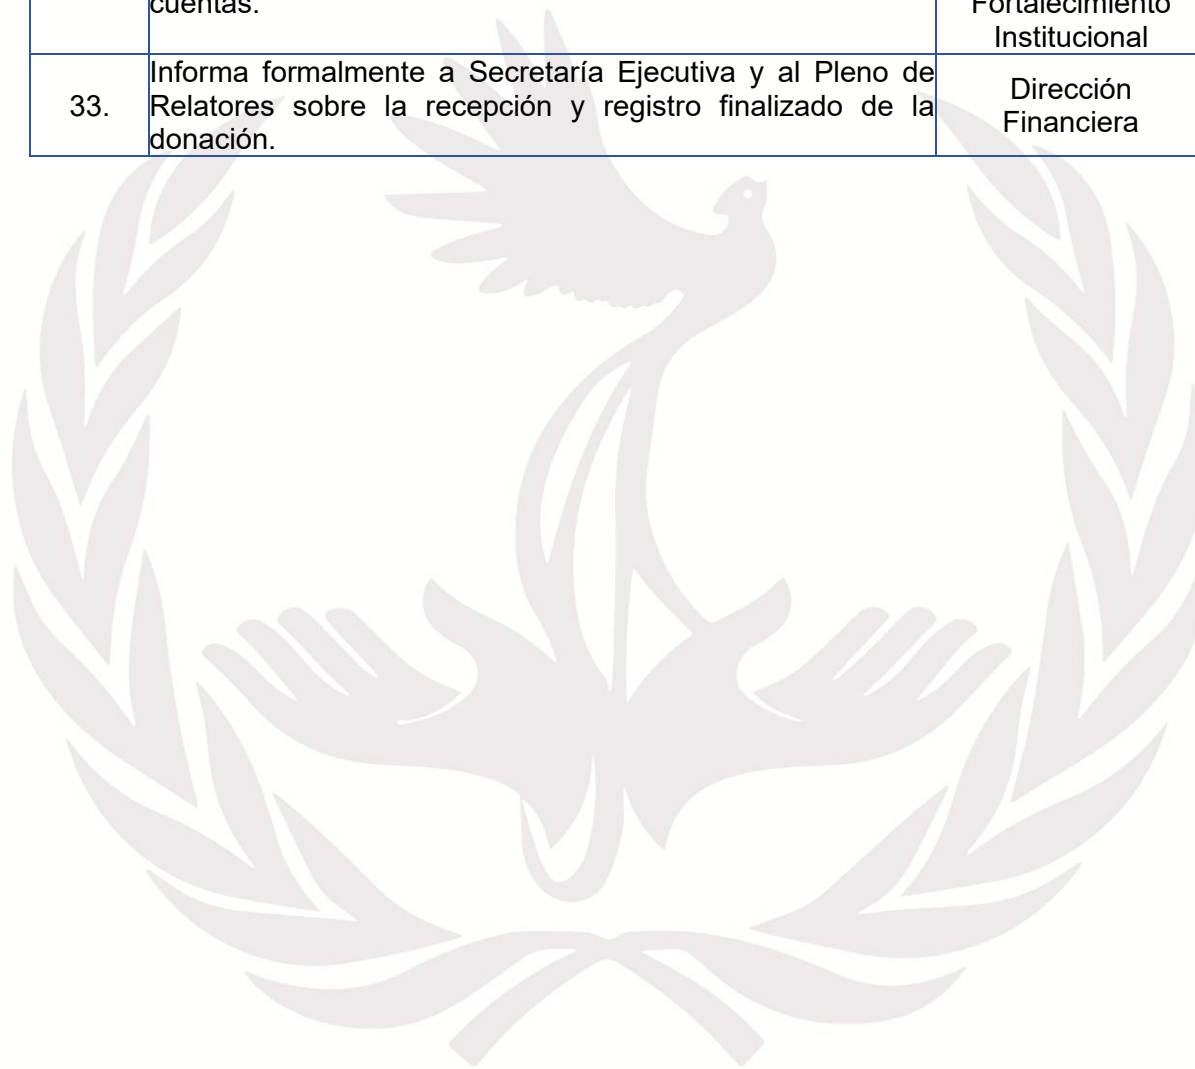 cuentas.
Fortalecimiento
Institucional
33.
Informa formalmente a Secretaría Ejecutiva y al Pleno de
Relatores sobre la recepción y registro finalizado de la
donación.
Dirección
Financiera